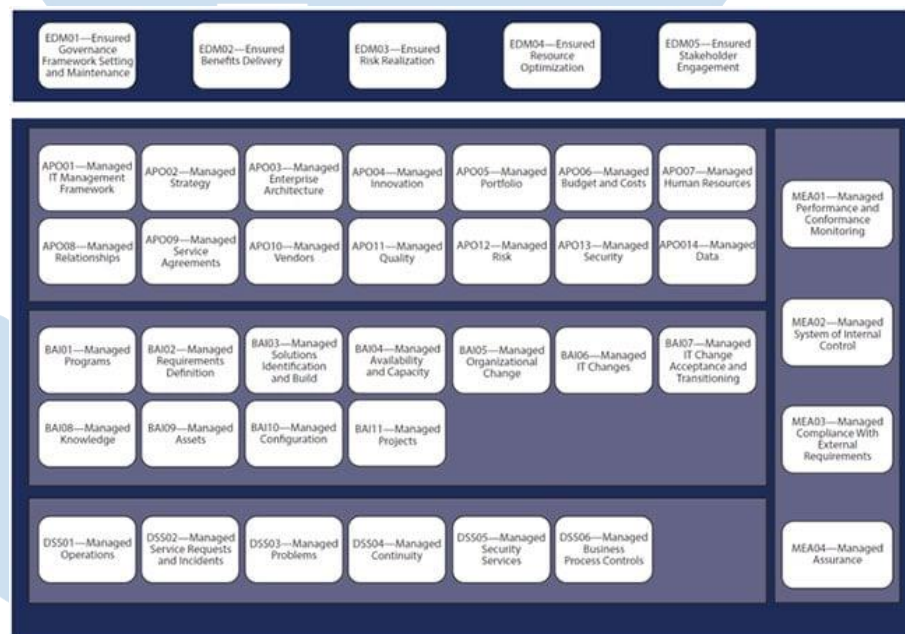 EDM01—Ensured
Governance
Framework Setting
and Maintenance
EDM02—Ensured
Benefits Delivery
EDM03—Ensured
Risk Realization
EDM04—Ensured
Resource
Optimization
EDM05—Ensured
Stakeholder
Engagement
APO01—Managed
IT Management
Framework
APO02—Managed
Strategy
APO03—Managed
Enterprise
Architecture
APO04—Managed
Innovation
APO05—Managed
Portfolio
APO06—Managed
Budget and Costs
APO07—Managed
Human Resources
APO08—Managed
Relationships
APO09—Managed
Service
Agreements
APO10—Managed
Vendors
APO11—Managed
Quality
APO12—Managed
Risk
APO13—Managed
Security
APO014—Managed
Data
BAI01—Managed
Programs
BAI02—Managed
Requirements
Definition
BAI03—Managed
Solutions
Identification
and Build
BAI04—Managed
Availability
and Capacity
BAI05—Managed
Organizational
Change
BAI06—Managed
IT Changes
BAI07—Managed
IT Change
Acceptance and
Transitioning
BAI08—Managed
Knowledge
BAI09—Managed
Assets
BAI10—Managed
Configuration
BAI11—Managed
Projects
DSS01—Managed
Operations
DSS02—Managed
Service Requests
and Incidents
DSS03—Managed
Problems
DSS04—Managed
Continuity
DSS05—Managed
Security
Services
DSS06—Managed
Business
Process Controls
MEA01—Managed
Performance and
Conformance
Monitoring
MEA02—Managed
System of Internal
Control
MEA03—Managed
Compliance With
External
Requirements
MEA04—Managed
Assurance